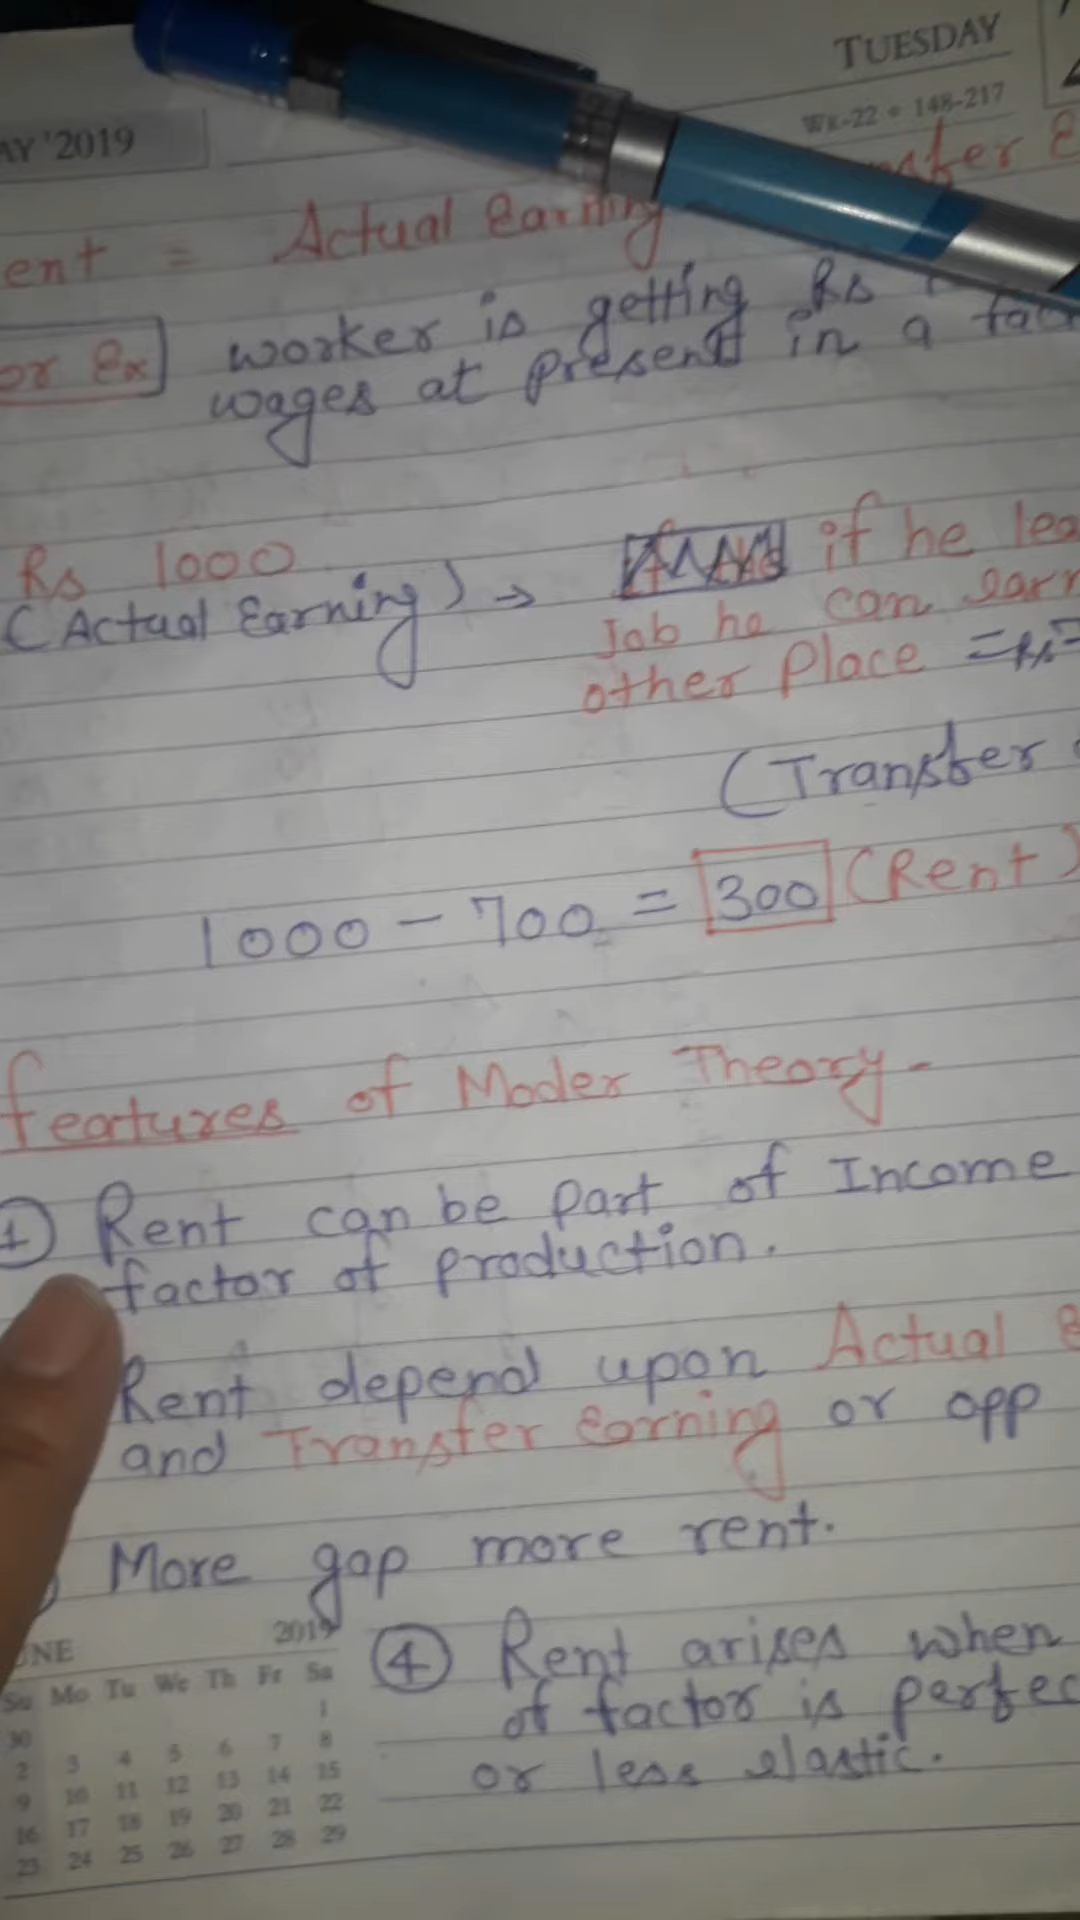 TUESDAY
WK-22 • 148-217
AY '2019
ent = Actual Earning
or Ex worker is getting Rs
wages at present in a
Rs 1000
(Actual Earning) → if he
Job he can earn
other Place =
(Transfer
1000 - 700 = 300 (Rent)
features of Moder Theory-
1 Rent can be part of Income
factor of production.
Rent depend upon Actual
and Transfer Earning or opp
More gap more rent.
4 Rent arises when
of factor is perfec
or less elastic.
UNE 2019
Su Mo Tu We Th Fr Sa
30 1
2 3 4 5 6 7 8
9 10 11 12 13 14 15
16 17 18 19 20 21 22
23 24 25 26 27 28 29